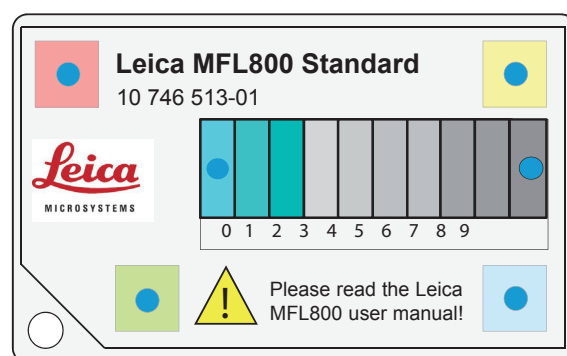 Leica MFL800 Standard
10 746 513-01
Leica
MICROSYSTEMS
0 1 2 3 4 5 6 7 8 9
!
Please read the Leica
MFL800 user manual!